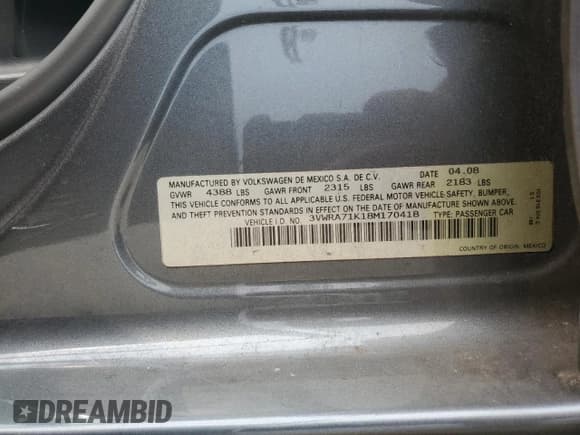 MANUFACTURED BY VOLKSWAGEN DE MEXICO S.A. DE C.V. DATE 04.08
GVWR 4388 LBS GAWR FRONT 2315 LBS GAWR REAR 2183 LBS
THIS VEHICLE CONFORMS TO ALL APPLICABLE U.S. FEDERAL MOTOR VEHICLE SAFETY, BUMPER,
AND THEFT PREVENTION STANDARDS IN EFFECT ON THE DATE OF MANUFACTURE SHOWN ABOVE.
VEHICLE I.D. NO. 3VWRA71K18M170418 TYPE: PASSENGER CAR
COUNTRY OF ORIGIN: MEXICO
DREAMBID